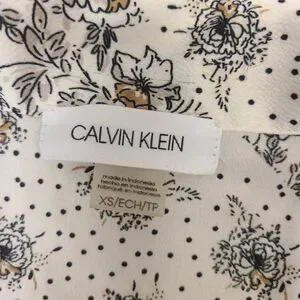 CALVIN KLEIN
made in Indonesia
hecho en Indonesia
fabriqué en Indonésie
XS/ECH/TP